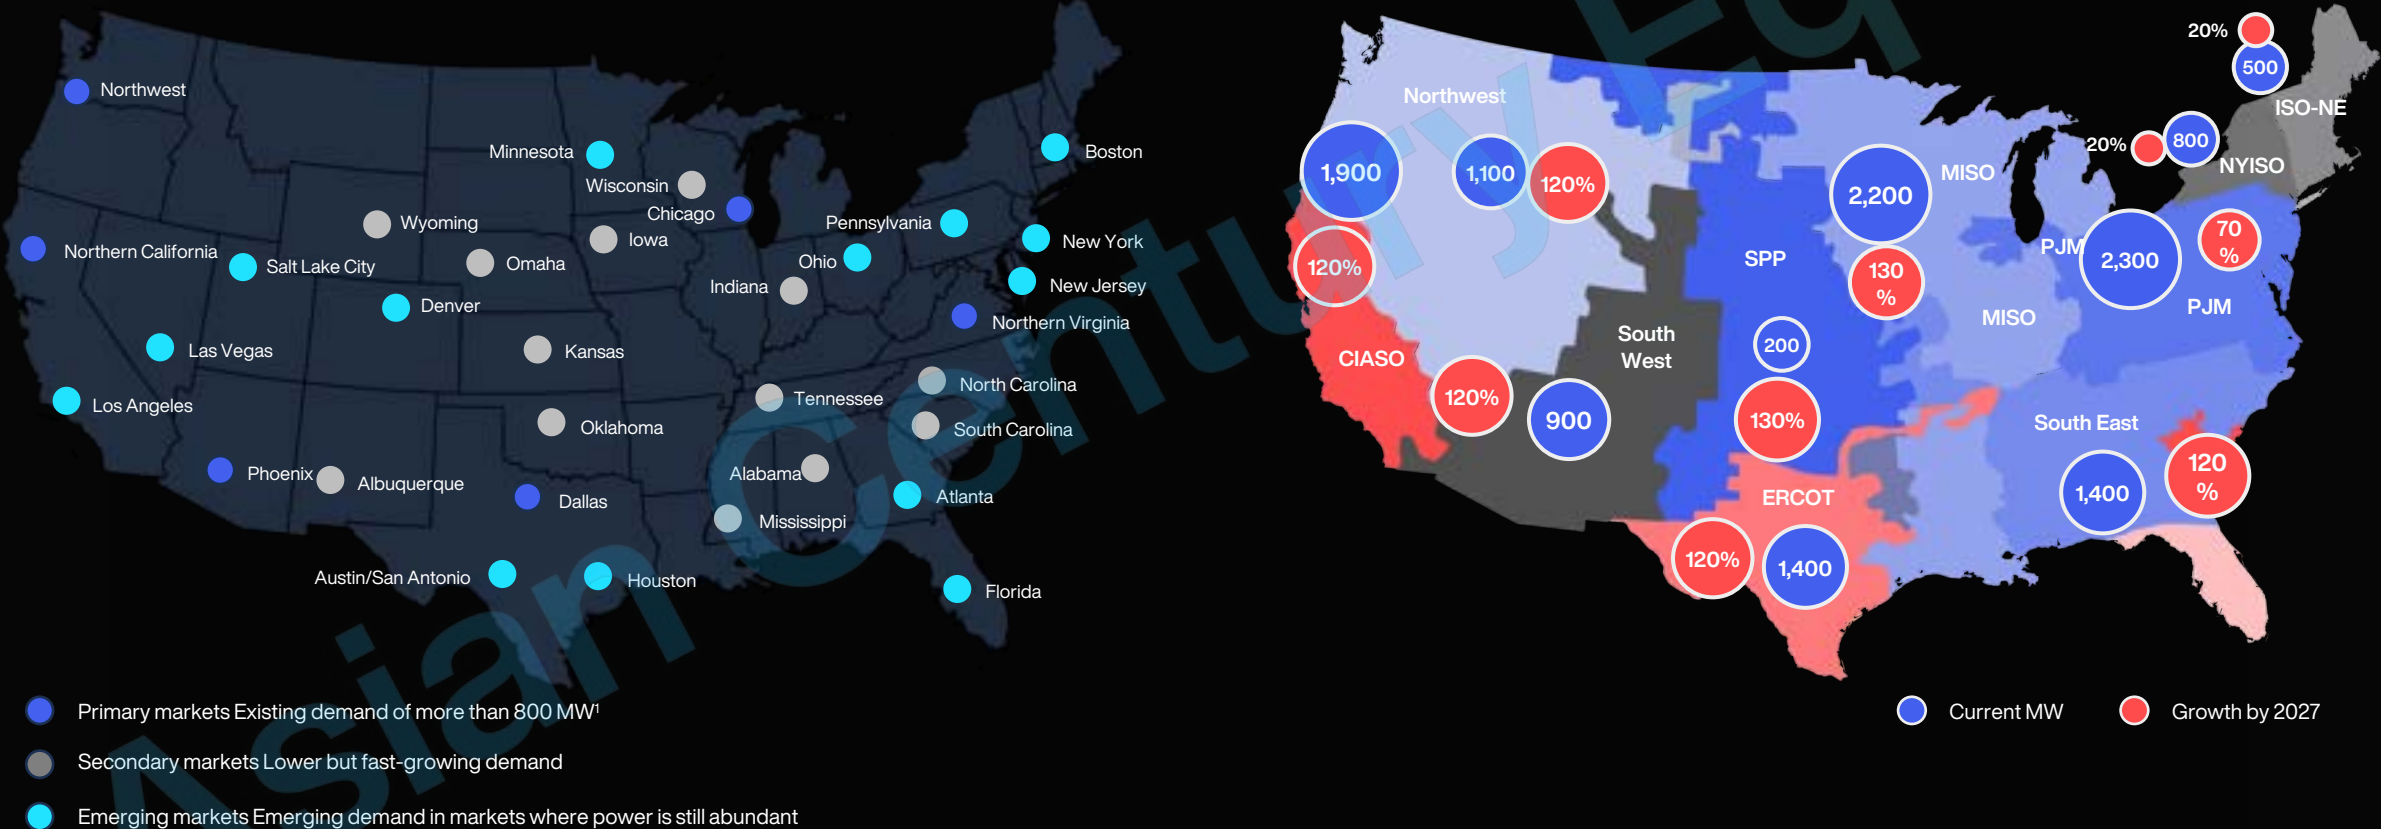 Northwest
Minnesota
Boston
Wisconsin
Chicago
Wyoming
Pennsylvania
Iowa
New York
Northern California
Salt Lake City
Omaha
Ohio
Indiana
New Jersey
Denver
Northern Virginia
Las Vegas
Kansas
North Carolina
Tennessee
Los Angeles
Oklahoma
South Carolina
Phoenix
Albuquerque
Alabama
Atlanta
Dallas
Mississippi
Austin/San Antonio
Houston
Florida
Primary markets Existing demand of more than 800 MW¹
Secondary markets Lower but fast-growing demand
Emerging markets Emerging demand in markets where power is still abundant
20%
500
ISO-NE
Northwest
20%
800
NYISO
1,900
1,100
120%
2,200
MISO
120%
SPP
130
%
PJM
2,300
70
%
PJM
CIASO
South
West
200
MISO
120%
900
130%
South East
1,400
120
%
ERCOT
120%
1,400
Current MW
Growth by 2027
Asian Century Eq